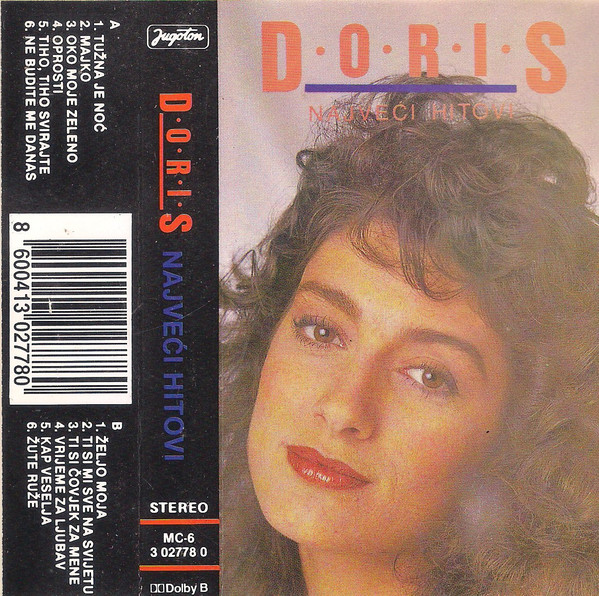 A
1. TUŽNA JE NOĆ
2. MAJKO
3. OKO MOJE ZELENO
4. OPROSTI
5. TIHO, TIHO SVIRAJTE
6. NE BUDITE ME DANAS
8 600413 027780
B
1. ŽELJO MOJA
2. TI SI MI SVE NA SVIJETU
3. TI SI ČOVJEK ZA MENE
4. VRIJEME ZA LJUBAV
5. KAP VESELJA
6. ŽUTE RUŽE
Jugoton
D·O·R·I·S NAJVEĆI HITOVI
STEREO
MC-6
3 02778 0
Dolby B
D·O·R·I·S
NAJVEĆI HITOVI